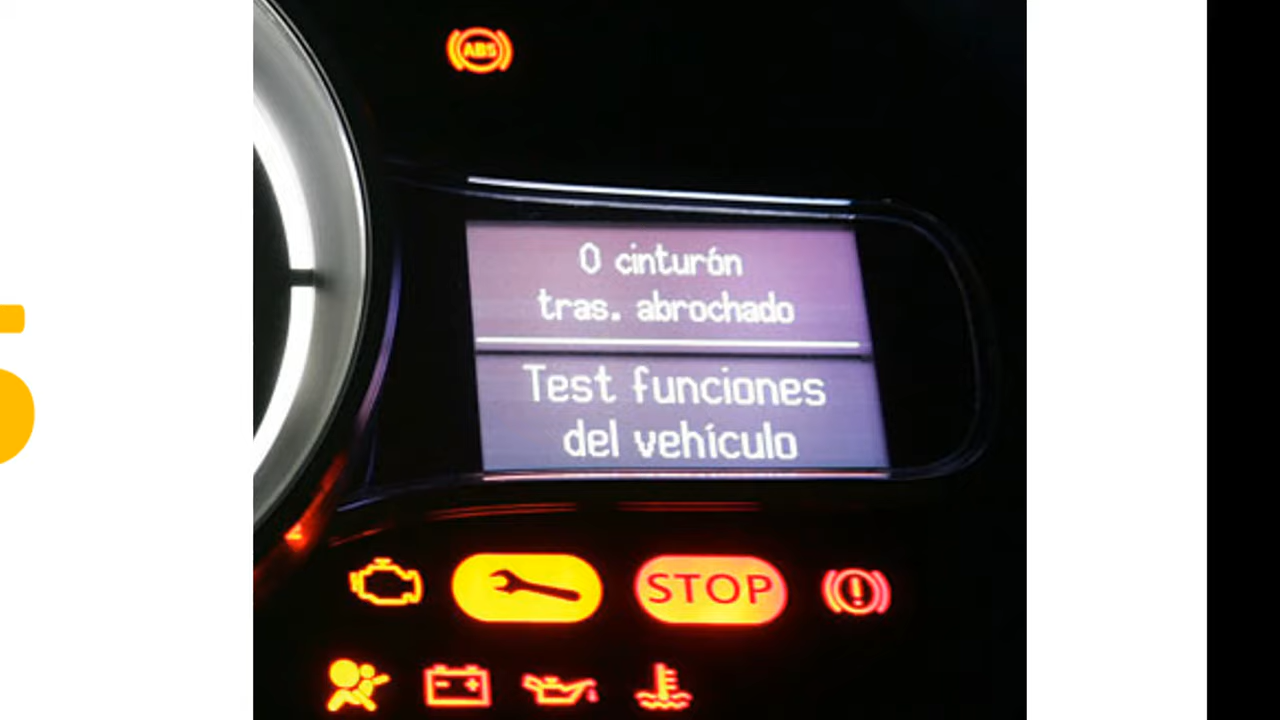 ABS
0 cinturón
tras. abrochado
Test funciones
del vehículo
STOP